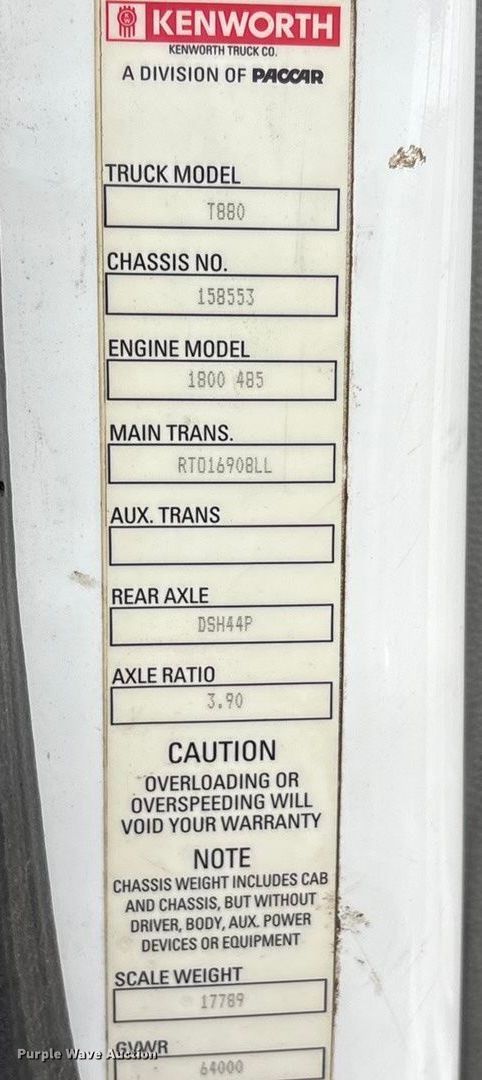 KENWORTH
KENWORTH TRUCK CO.
A DIVISION OF PACCAR
TRUCK MODEL
T880
CHASSIS NO.
158553
ENGINE MODEL
1800 485
MAIN TRANS.
RTO16908LL
AUX. TRANS
REAR AXLE
DSH44P
AXLE RATIO
3.90
CAUTION
OVERLOADING OR
OVERSPEEDING WILL
VOID YOUR WARRANTY
NOTE
CHASSIS WEIGHT INCLUDES CAB
AND CHASSIS, BUT WITHOUT
DRIVER, BODY, AUX. POWER
DEVICES OR EQUIPMENT
SCALE WEIGHT
17789
GVWR
64000
Purple Wave Auction